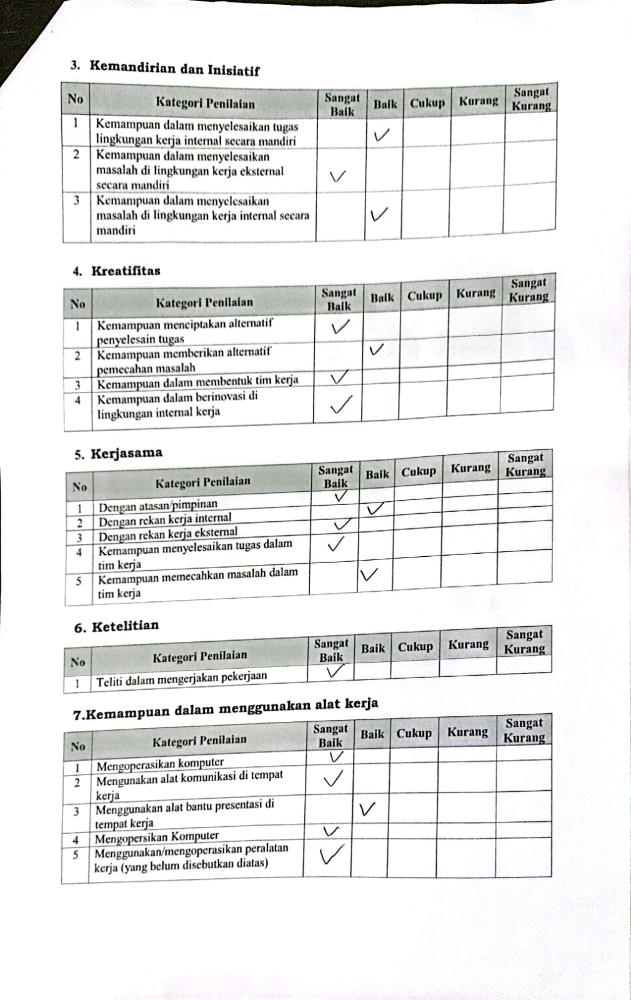 3. Kemandirian dan Inisiatif
No Kategori Penilaian Sangat Baik Baik Cukup Kurang Sangat Kurang
1 Kemampuan dalam menyelesaikan tugas
lingkungan kerja internal secara mandiri ✓
2 Kemampuan dalam menyelesaikan
masalah di lingkungan kerja eksternal ✓
secara mandiri
3 Kemampuan dalam menyelesaikan
masalah di lingkungan kerja internal secara ✓
mandiri
4. Kreatifitas
No Kategori Penilaian Sangat Baik Baik Cukup Kurang Sangat Kurang
1 Kemampuan menciptakan alternatif ✓
penyelesain tugas
2 Kemampuan memberikan alternatif ✓
pemecahan masalah
3 Kemampuan dalam membentuk tim kerja ✓
4 Kemampuan dalam berinovasi di ✓
lingkungan internal kerja
5. Kerjasama
No Kategori Penilaian Sangat Baik Baik Cukup Kurang Sangat Kurang
1 Dengan atasan/pimpinan ✓
2 Dengan rekan kerja internal ✓
3 Dengan rekan kerja eksternal ✓
4 Kemampuan menyelesaikan tugas dalam ✓
tim kerja
5 Kemampuan memecahkan masalah dalam ✓
tim kerja
6. Ketelitian
No Kategori Penilaian Sangat Baik Baik Cukup Kurang Sangat Kurang
1 Teliti dalam mengerjakan pekerjaan ✓
7.Kemampuan dalam menggunakan alat kerja
No Kategori Penilaian Sangat Baik Baik Cukup Kurang Sangat Kurang
1 Mengoperasikan komputer ✓
2 Mengunakan alat komunikasi di tempat ✓
kerja
3 Menggunakan alat bantu presentasi di ✓
tempat kerja
4 Mengopersikan Komputer ✓
5 Menggunakan/mengoperasikan peralatan ✓
kerja (yang belum disebutkan diatas)